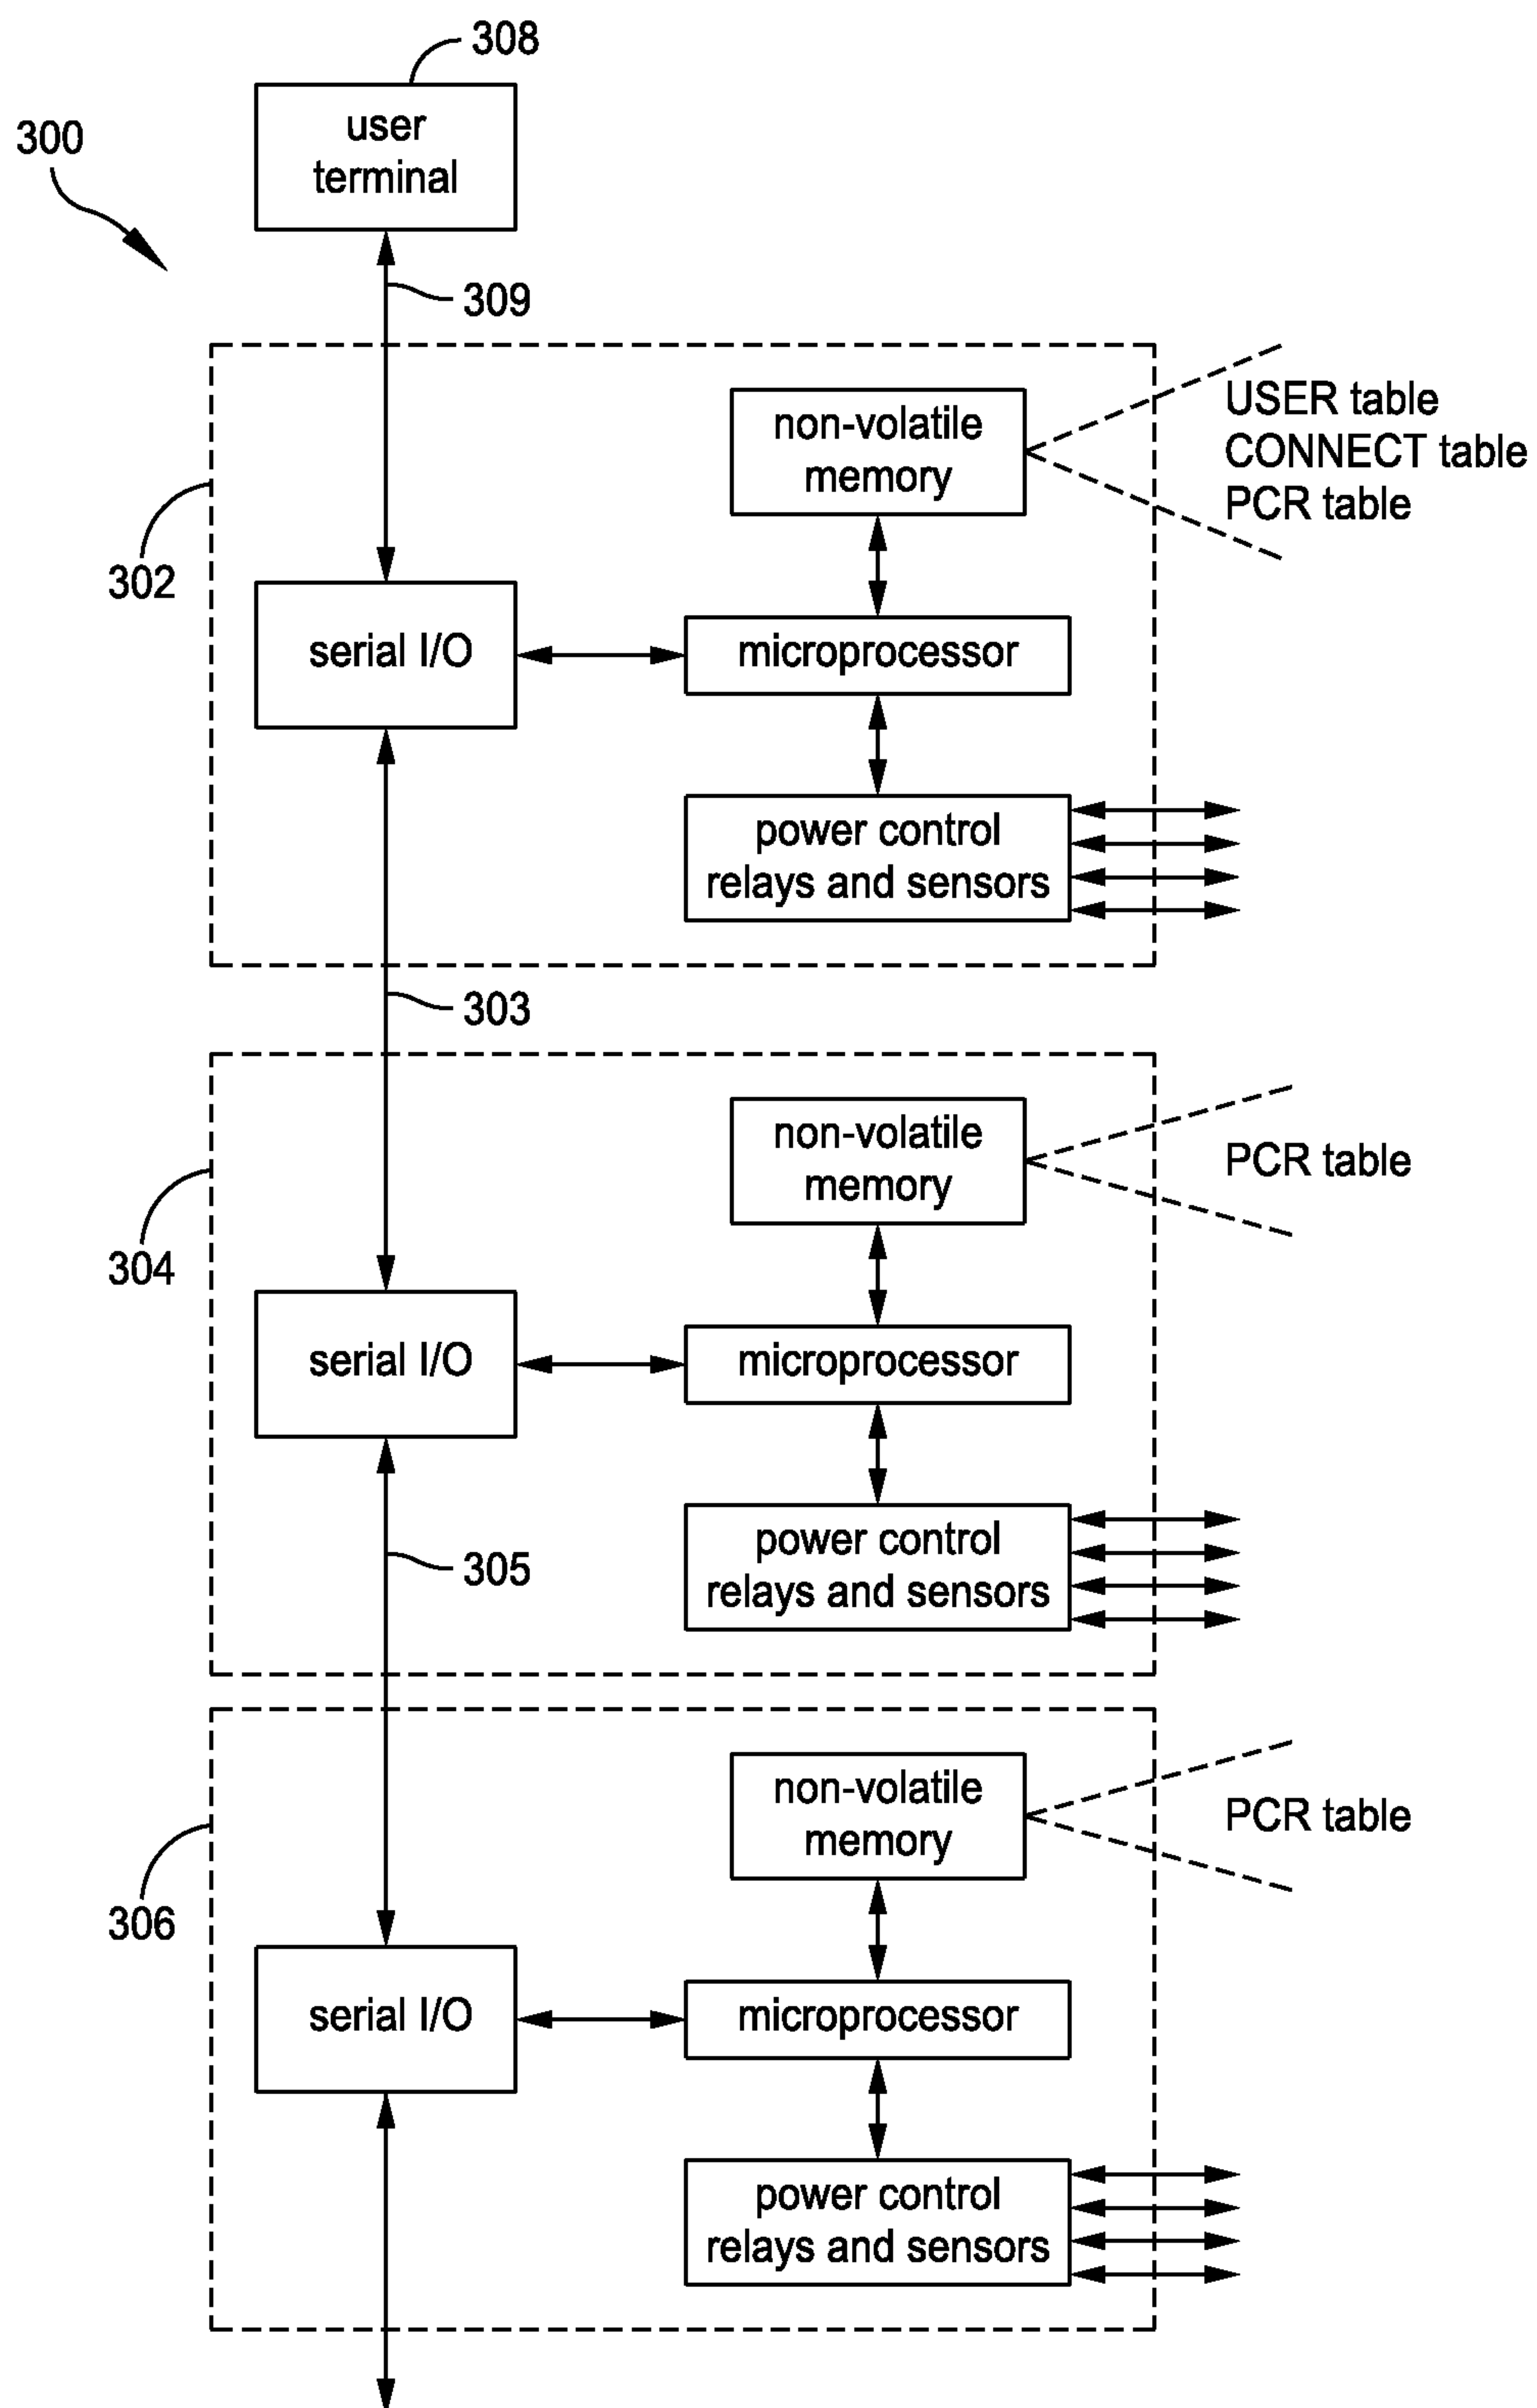 308
user
terminal
300
309
non-volatile
memory
USER table
CONNECT table
PCR table
302
serial I/O
microprocessor
power control
relays and sensors
303
non-volatile
memory
PCR table
304
serial I/O
microprocessor
power control
relays and sensors
305
non-volatile
memory
PCR table
306
serial I/O
microprocessor
power control
relays and sensors